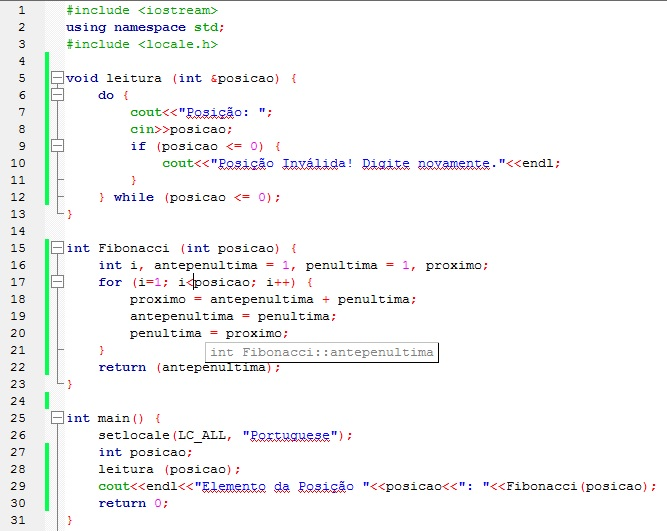 1 #include <iostream>
2 using namespace std;
3 #include <locale.h>
4
5 void leitura (int &posicao) {
6 do {
7 cout<<"Posição: ";
8 cin>>posicao;
9 if (posicao <= 0) {
10 cout<<"Posição Inválida! Digite novamente."<<endl;
11 }
12 } while (posicao <= 0);
13 }
14
15 int Fibonacci (int posicao) {
16 int i, antepenultima = 1, penultima = 1, proximo;
17 for (i=1; i<posicao; i++) {
18 proximo = antepenultima + penultima;
19 antepenultima = penultima;
20 penultima = proximo;
21 }
int Fibonacci::antepenultima
22 return (antepenultima);
23 }
24
25 int main() {
26 setlocale(LC_ALL, "Portuguese");
27 int posicao;
28 leitura (posicao);
29 cout<<endl<<"Elemento da Posição "<<posicao<<": "<<Fibonacci(posicao);
30 return 0;
31 }